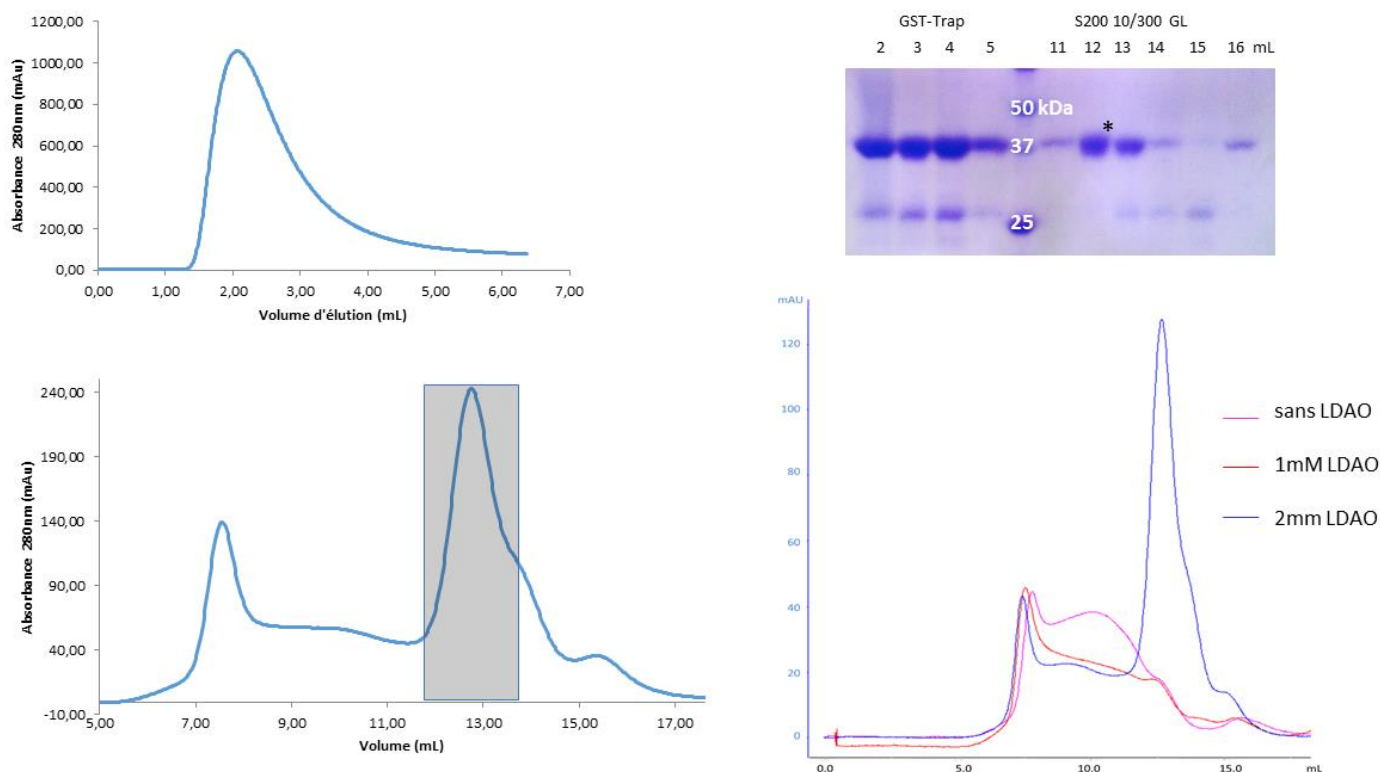 1200,00
1000,00
800,00
600,00
400,00
200,00
0,00
Absorbance 280nm (mAu)
0,00 1,00 2,00 3,00 4,00 5,00 6,00 7,00
Volume d'élution (mL)
GST-Trap S200 10/300 GL
2 3 4 5 11 12 13 14 15 16 mL
50 kDa
*
37
25
240,00
190,00
140,00
90,00
40,00
-10,00
Absorbance 280nm (mAu)
5,00 7,00 9,00 11,00 13,00 15,00 17,00
Volume (mL)
mAU
120
100
80
60
40
20
0
0.0 5.0 10.0 15.0 mL
sans LDAO
1mM LDAO
2mm LDAO